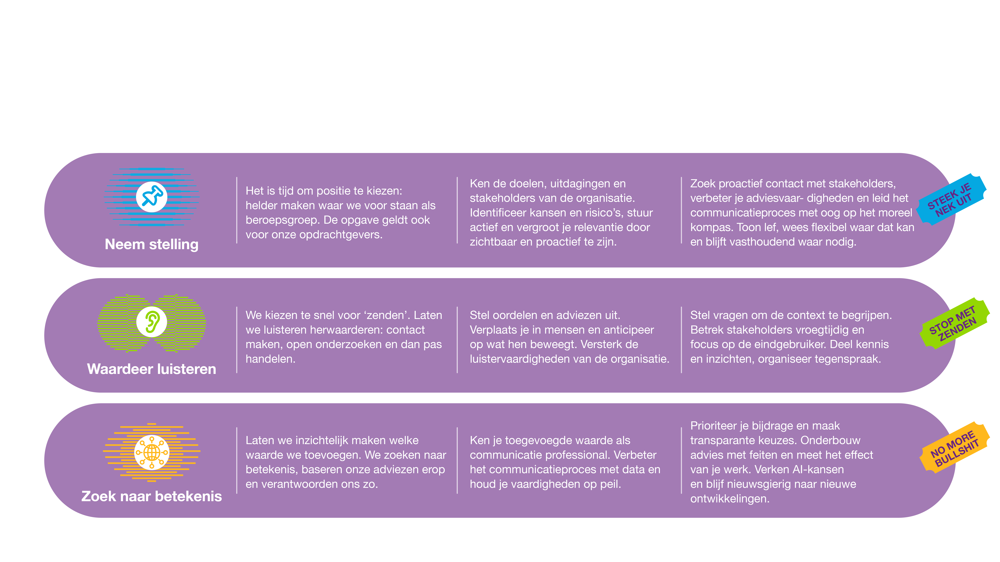 Neem stelling
Het is tijd om positie te kiezen:
helder maken waar we voor staan als
beroepsgroep. De opgave geldt ook
voor onze opdrachtgevers.
Ken de doelen, uitdagingen en
stakeholders van de organisatie.
Identificeer kansen en risico’s, stuur
actief en vergroot je relevantie door
zichtbaar en proactief te zijn.
Zoek proactief contact met stakeholders,
verbeter je adviesvaar- digheden en leid het
communicatieproces met oog op het moreel
kompas. Toon lef, wees flexibel waar dat kan
en blijft vasthoudend waar nodig.
STEEK JE
NEK UIT
Waardeer luisteren
We kiezen te snel voor ‘zenden’. Laten
we luisteren herwaarderen: contact
maken, open onderzoeken en dan pas
handelen.
Stel oordelen en adviezen uit.
Verplaats je in mensen en anticipeer
op wat hen beweegt. Versterk de
luistervaardigheden van de organisatie.
Stel vragen om de context te begrijpen.
Betrek stakeholders vroegtijdig en
focus op de eindgebruiker. Deel kennis
en inzichten, organiseer tegenspraak.
STOP MET
ZENDEN
Zoek naar betekenis
Laten we inzichtelijk maken welke
waarde we toevoegen. We zoeken naar
betekenis, baseren onze adviezen erop
en verantwoorden ons zo.
Ken je toegevoegde waarde als
communicatie professional. Verbeter
het communicatieproces met data en
houd je vaardigheden op peil.
Prioriteer je bijdrage en maak
transparante keuzes. Onderbouw
advies met feiten en meet het effect
van je werk. Verken AI-kansen
en blijf nieuwsgierig naar nieuwe
ontwikkelingen.
NO MORE
BULLSHIT